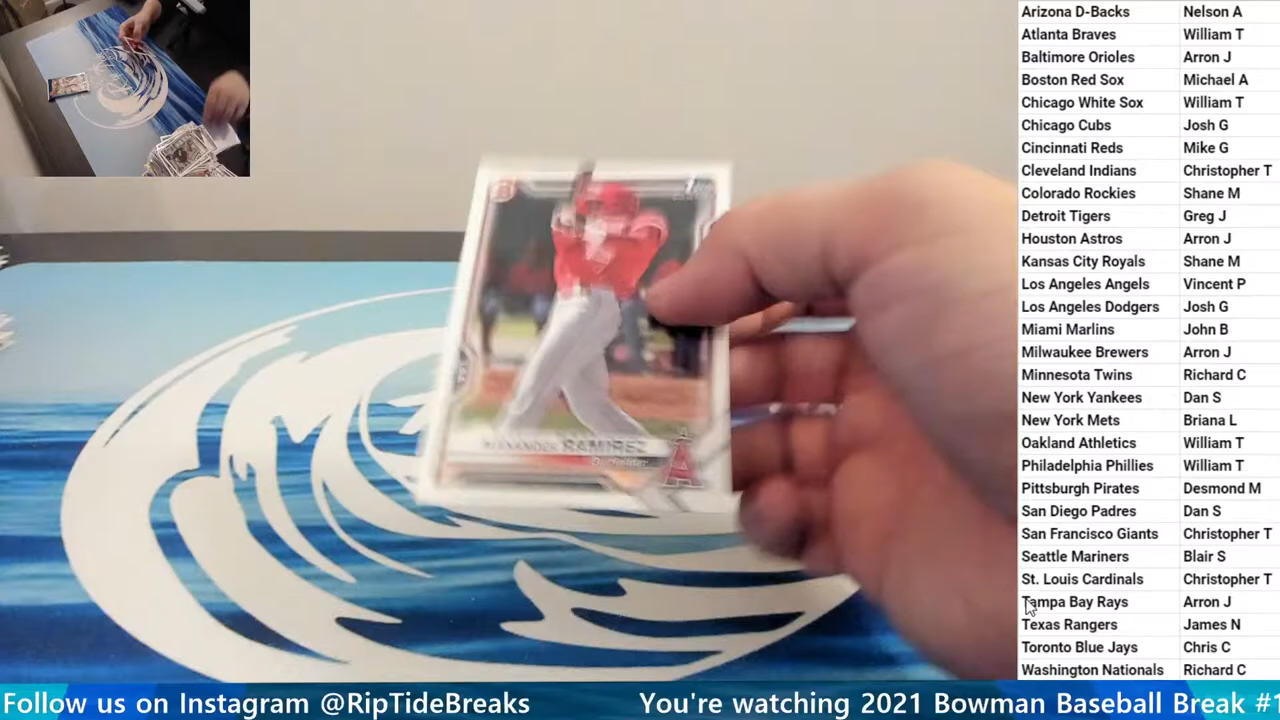 Arizona D-Backs Nelson A
Atlanta Braves William T
Baltimore Orioles Arron J
Boston Red Sox Michael A
Chicago White Sox William T
Chicago Cubs Josh G
Cincinnati Reds Mike G
Cleveland Indians Christopher T
Colorado Rockies Shane M
Detroit Tigers Greg J
Houston Astros Arron J
Kansas City Royals Shane M
Los Angeles Angels Vincent P
Los Angeles Dodgers Josh G
Miami Marlins John B
Milwaukee Brewers Arron J
Minnesota Twins Richard C
New York Yankees Dan S
New York Mets Briana L
Oakland Athletics William T
Philadelphia Phillies William T
Pittsburgh Pirates Desmond M
San Diego Padres Dan S
San Francisco Giants Christopher T
Seattle Mariners Blair S
St. Louis Cardinals Christopher T
Tampa Bay Rays Arron J
Texas Rangers James N
Toronto Blue Jays Chris C
Washington Nationals Richard C
RAMIREZ
Outfielder
A
Follow us on Instagram @RipTideBreaks You're watching 2021 Bowman Baseball Break #1